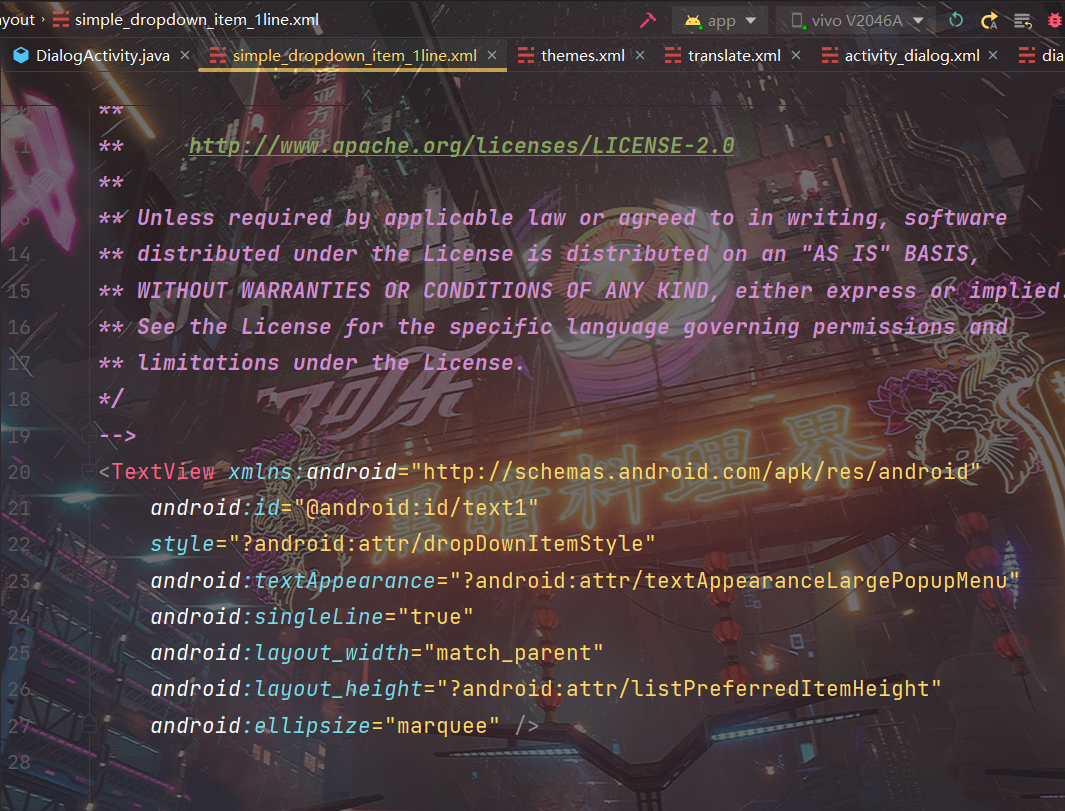 ayout › simple_dropdown_item_1line.xml app vivo V2046A
DialogActivity.java simple_dropdown_item_1line.xml themes.xml translate.xml activity_dialog.xml dia
**
** http://www.apache.org/licenses/LICENSE-2.0
**
** Unless required by applicable law or agreed to in writing, software
14 ** distributed under the License is distributed on an "AS IS" BASIS,
15 ** WITHOUT WARRANTIES OR CONDITIONS OF ANY KIND, either express or implied.
16 ** See the License for the specific language governing permissions and
17 ** limitations under the License.
18 */
19 -->
20 <TextView xmlns:android="http://schemas.android.com/apk/res/android"
21 android:id="@android:id/text1"
22 style="?android:attr/dropDownItemStyle"
23 android:textAppearance="?android:attr/textAppearanceLargePopupMenu"
24 android:singleLine="true"
25 android:layout_width="match_parent"
26 android:layout_height="?android:attr/listPreferredItemHeight"
27 android:ellipsize="marquee" />
28
黑暗料理界